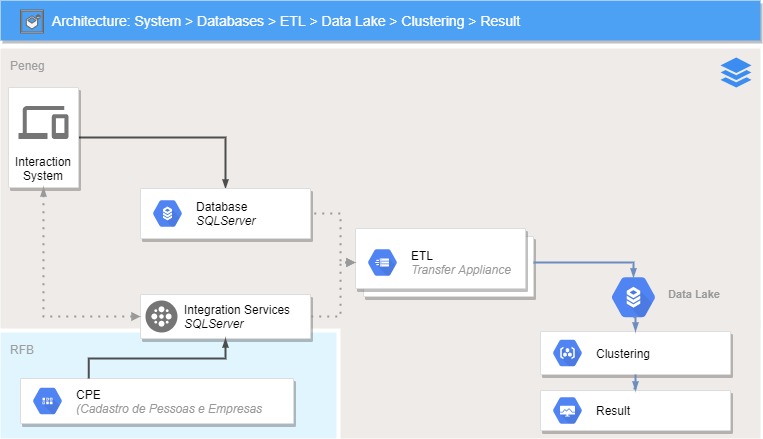 Architecture: System > Databases > ETL > Data Lake > Clustering > Result
Peneg
Interaction
System
Database
SQLServer
ETL
Transfer Appliance
Data Lake
Integration Services
SQLServer
Clustering
RFB
CPE
(Cadastro de Pessoas e Empresas
Result